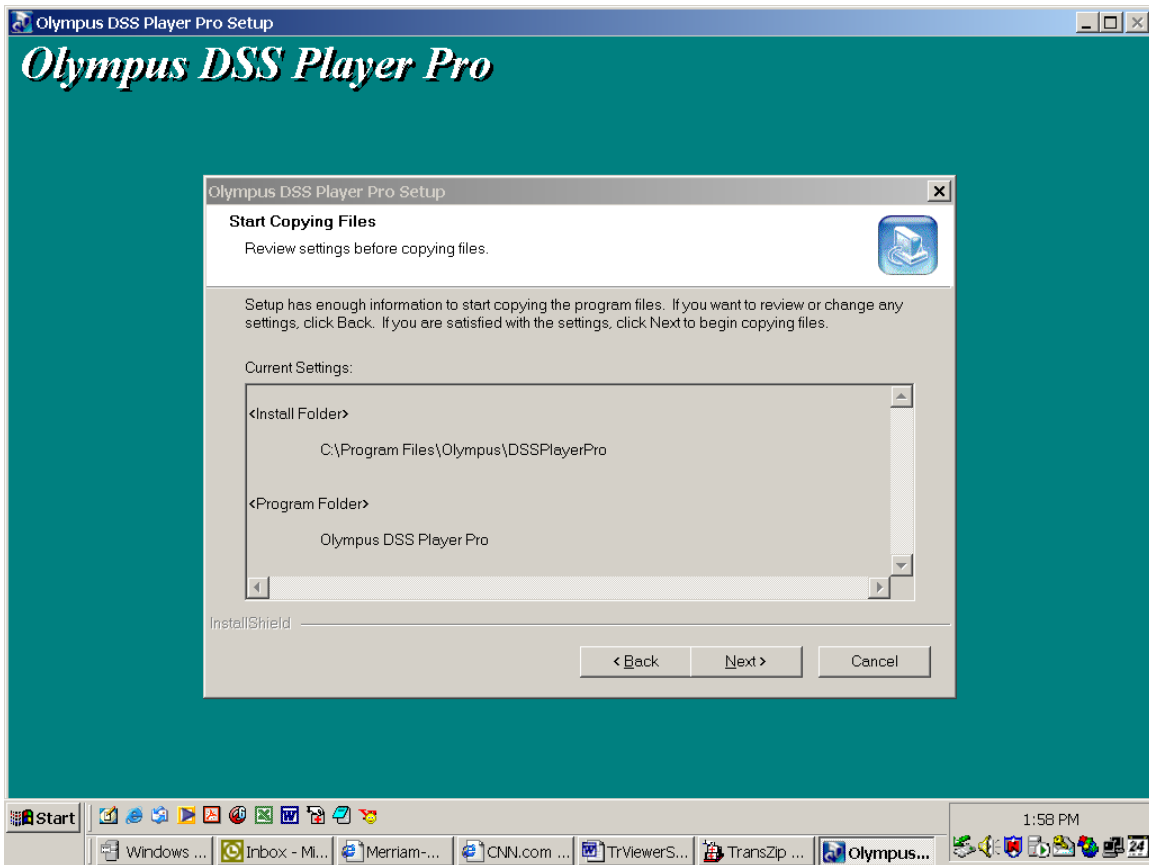 Olympus DSS Player Pro Setup
Olympus DSS Player Pro
Olympus DSS Player Pro Setup
Start Copying Files
Review settings before copying files.
Setup has enough information to start copying the program files. If you want to review or change any
settings, click Back. If you are satisfied with the settings, click Next to begin copying files.
Current Settings:
<Install Folder>
C:\Program Files\Olympus\DSSPlayerPro
<Program Folder>
Olympus DSS Player Pro
InstallShield
< Back Next > Cancel
Start
1:58 PM
Windows ... Inbox - Mi... Merriam-... CNN.com ... TrViewerS... TransZip ... Olympus... 24